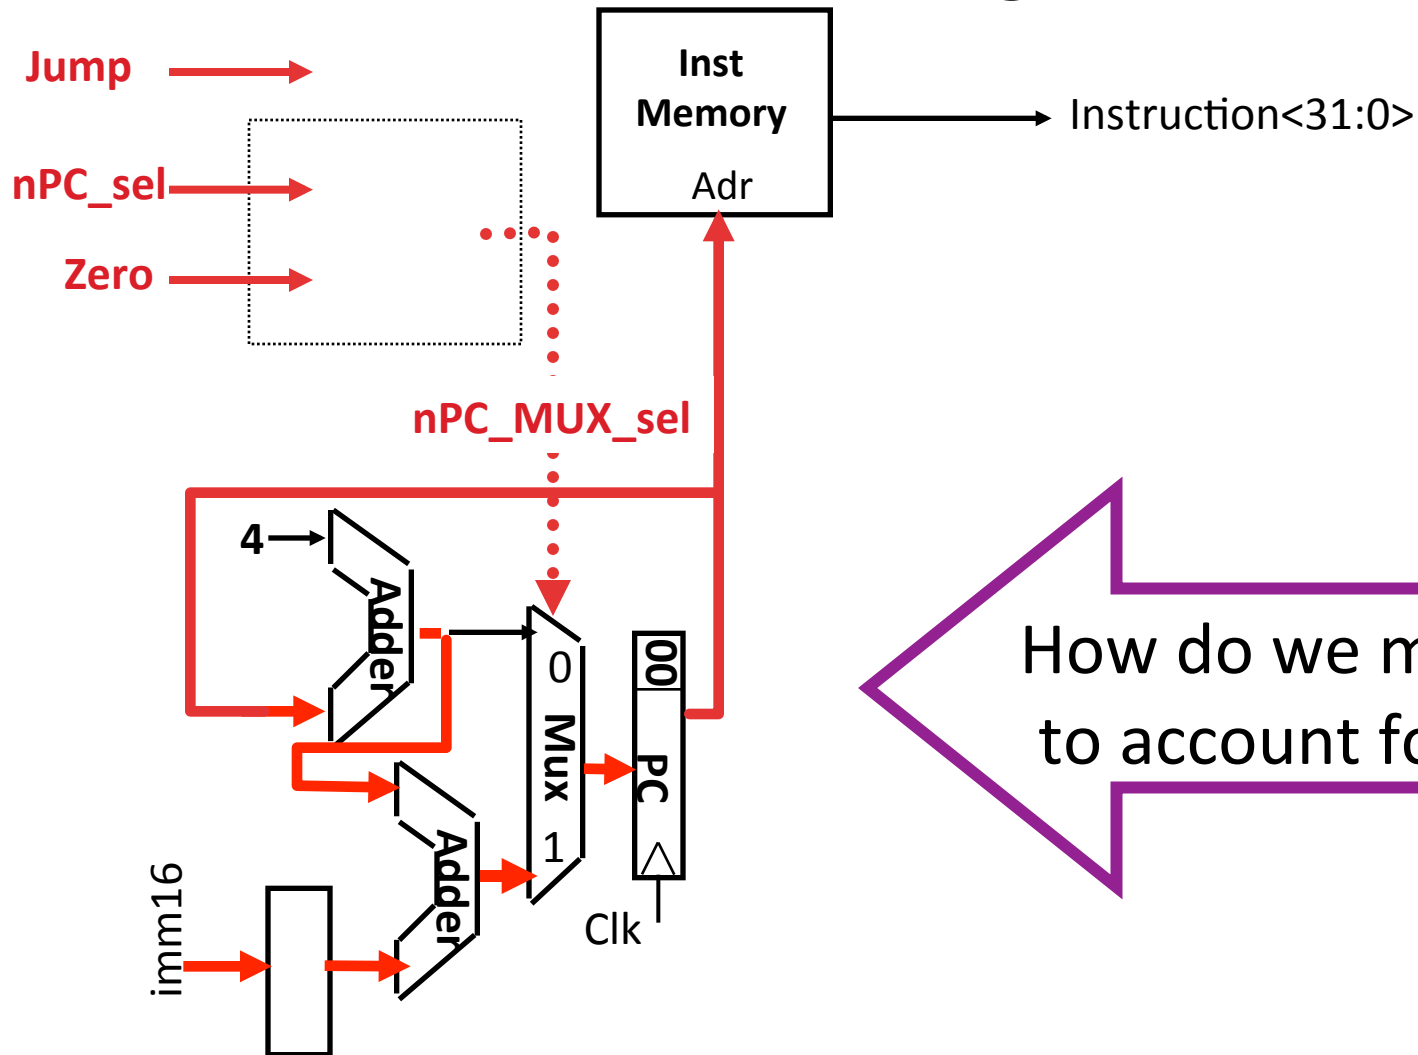 Jump
nPC_sel
Zero
Inst
Memory
Adr
Instruction<31:0>
nPC_MUX_sel
4
Adder
0
Mux
1
00
PC
How do we m
to account fo
Adder
imm16
Clk